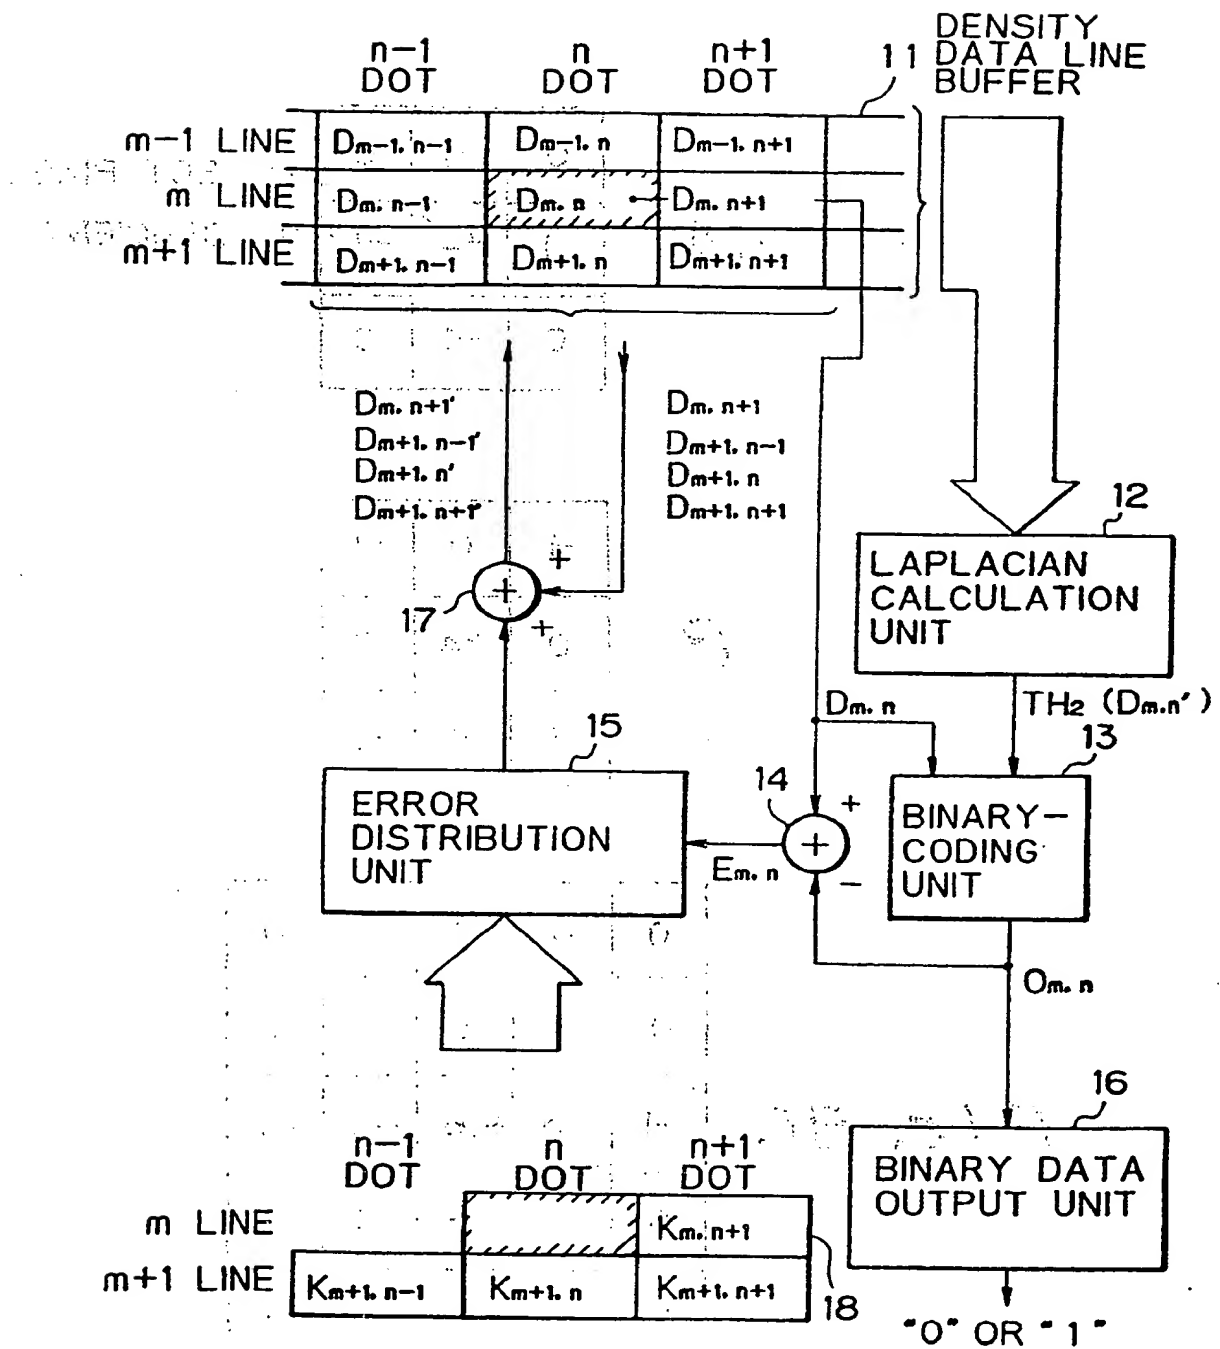 n-1 DOT
n DOT
n+1 DOT
11
DENSITY
DATA LINE
BUFFER
m-1 LINE
Dm-1. n-1
Dm-1. n
Dm-1. n+1
m LINE
Dm. n-1
Dm. n
Dm. n+1
m+1 LINE
Dm+1. n-1
Dm+1. n
Dm+1. n+1
Dm. n+1'
Dm+1. n-1'
Dm+1. n'
Dm+1. n+1'
Dm. n+1
Dm+1. n-1
Dm+1. n
Dm+1. n+1
12
LAPLACIAN
CALCULATION
UNIT
17
+
+
+
Dm. n
TH2 (Dm.n')
15
ERROR
DISTRIBUTION
UNIT
14
+
+
-
Em. n
13
BINARY-
CODING
UNIT
Om. n
16
BINARY DATA
OUTPUT UNIT
"0" OR "1"
n-1 DOT
n DOT
n+1 DOT
m LINE
Km. n+1
m+1 LINE
Km+1. n-1
Km+1. n
Km+1. n+1
18